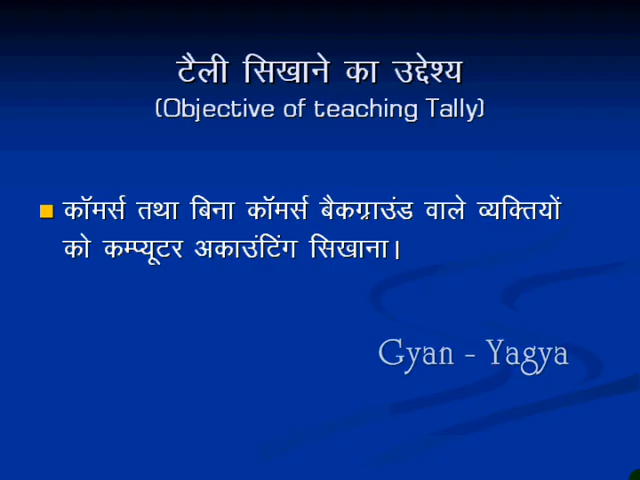 टैली सिखाने का उद्देश्य
(Objective of teaching Tally)
कॉमर्स तथा बिना कॉमर्स बैकग्राउंड वाले व्यक्तियों
को कम्प्यूटर अकाउंटिंग सिखाना।
Gyan - Yagya